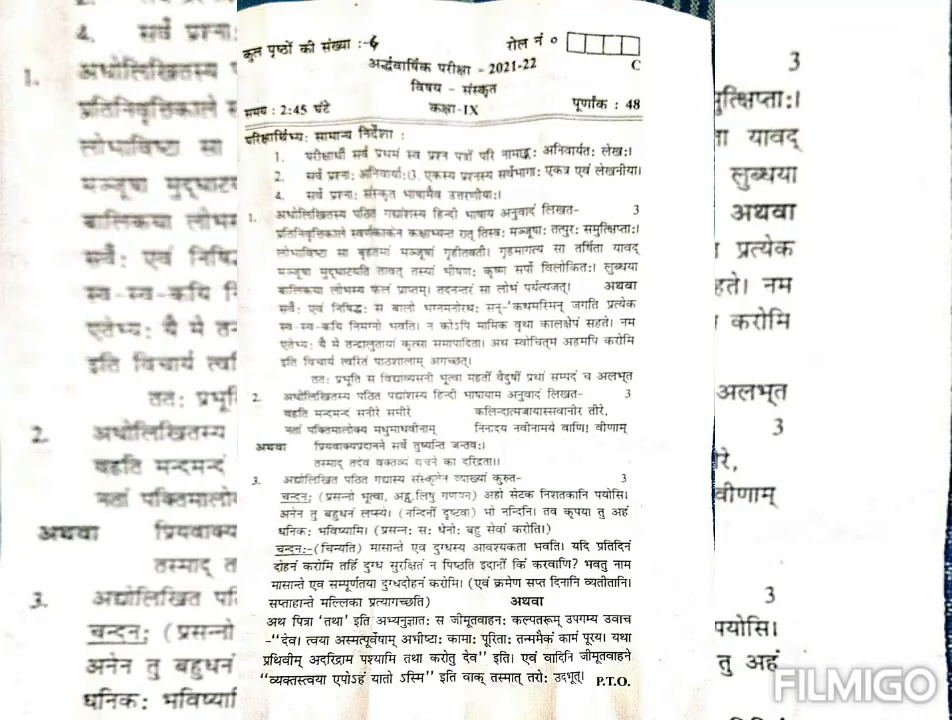 कुल पृष्ठों की संख्या :-4
रोल नं०
अर्द्धवार्षिक परीक्षा - 2021-22
C
विषय - संस्कृत
समय : 2:45 घंटे
कक्षा-IX
पूर्णांक : 48
परिक्षार्थिभ्य: सामान्य निर्देशा :
1. परीक्षार्थी सर्व प्रथमं स्व प्रश्न पत्रों परि नामाङ्क: अनिवार्यत: लेख:।
2. सर्वे प्रश्ना: अनिवार्या:।3. एकस्य प्रश्नस्य सर्वेभागा: एकत्र एवं लेखनीया।
4. सर्वे प्रश्ना: संस्कृत भाषामैव उत्तरणीया:।
1. अधोलिखितस्य पठित गद्यांशस्य हिन्दी भाषाय अनुवादं लिखत- 3
प्रतिनिवृत्तिकाले स्वर्णकाकेन कक्षाभ्यन्त रात् तिस्त्र: मञ्जूषा: तत्पुर: समुत्क्षिप्ता:।
लोभाविष्टा सा बृहतमां मञ्जूषां गृहीतवती। गृहमागत्य सा तर्षिता यावद्
मञ्जूषा मुद्घाटयति तावत् तस्यां भीषण: कृष्ण सर्पो विलोकित:। लुब्धया
बालिकया लोभस्य फलं प्राप्तम्। तदनन्तरं सा लोभं पर्यत्यजत्। अथवा
सर्वै: एवं निषिद्ध: स बालो भग्नमनोरथ: सन्-'कथमस्मिन् जगति प्रत्येक
स्व-स्व-कयि निमग्नो भवति। न कोऽपि मामिक वृथा कालक्षेपं सहते। नम
एतेभ्य: यै मे तन्द्रालुतायां कुत्सा समापादिता। अथ स्वोचितम अहमपि करोमि
इति विचार्य त्वरितं पाठशालाम् अगच्छत्।
तत: प्रभूति स विद्याव्यसनी भूत्वा महतीं वैदुषीं प्रथां सम्पदं च अलभूत
2. अधोलिखितस्य पठित पद्यांशस्य हिन्दी भाषायाम अनुवादं लिखत- 3
वहति मन्दमन्दं सनीरे समीरे कलिन्दात्मजायास्सवानीर तीरे,
नतां पंक्तिमालोक्य मधुमाधवीनाम् निनादय नवीनामये वाणि! वीणाम्
अथवा प्रियवाक्यप्रदानने सर्वे तुष्यन्ति जन्तव:।
तस्माद् तदेव वक्तव्यं वचने का दरिद्रता॥
3. अद्योलिखित पठित गद्यास्य संस्कृतेन व्याख्यां कुरुत- 3
चन्दन: (प्रसन्नो भूत्वा, अङ्गुलिषु गणयन) अहो सेटक निशतकानि पयोसि।
अनेन तु बहुधनं लप्स्ये। (नन्दिनीं दृष्टवा) भो नन्दिनि। तव कृपया तु अहं
धनिक: भविष्यामि। (प्रसन्न: स: धेनो: बहु सेवां करोति।)
चन्दन:-(चिन्यति) मासान्ते एव दुग्धस्य आवश्यकता भवति। यदि प्रतिदिनं
दोहनं करोमि तर्हि दुग्ध सुरक्षितं न पिष्ठति इदानीं किं करवाणि? भवतु नाम
मासान्ते एव सम्पूर्णतया दुग्धदोहनं करोमि। (एवं क्रमेण सप्त दिनानि व्यतीतानि।
सप्ताहान्ते मल्लिका प्रत्यागच्छति) अथवा
अथ पित्रा 'तथा' इति अभ्यनुज्ञात: स जीमूतवाहन: कल्पतरूम् उपगम्य उवाच
-"देव। त्वया अस्मत्पूर्वेषाम् अभीष्टा: कामा: पूरिता: तन्ममैकं कामं पूरय। यथा
प्रथिवीम् अदरिद्राम पश्यामि तथा करोतु देव" इति। एवं वादिनि जीमूतवाहने
"व्यक्तस्त्वया एषोऽहं यातो ऽस्मि" इति वाक् तस्मात् तरो: उदभूत्। P.T.O.
FILMIGO